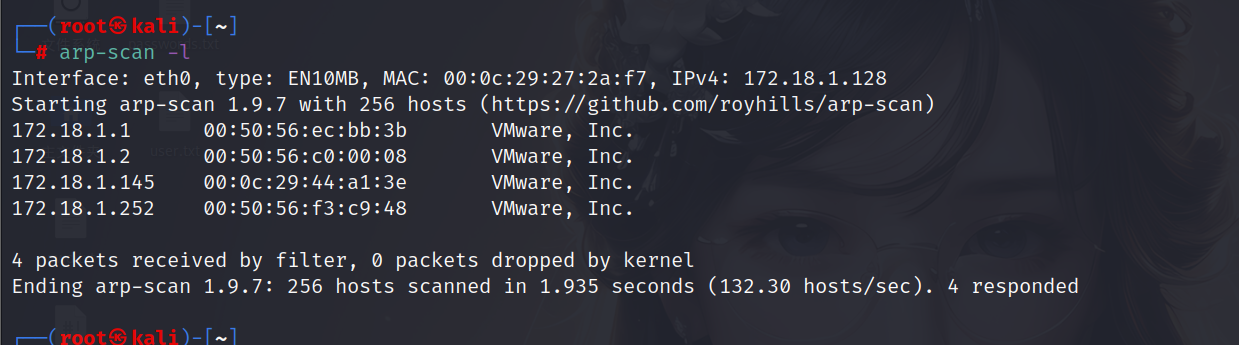 ┌──(root㉿kali)-[~]
└─# arp-scan -l
Interface: eth0, type: EN10MB, MAC: 00:0c:29:27:2a:f7, IPv4: 172.18.1.128
Starting arp-scan 1.9.7 with 256 hosts (https://github.com/royhills/arp-scan)
172.18.1.1 00:50:56:ec:bb:3b VMware, Inc.
172.18.1.2 00:50:56:c0:00:08 VMware, Inc.
172.18.1.145 00:0c:29:44:a1:3e VMware, Inc.
172.18.1.252 00:50:56:f3:c9:48 VMware, Inc.
4 packets received by filter, 0 packets dropped by kernel
Ending arp-scan 1.9.7: 256 hosts scanned in 1.935 seconds (132.30 hosts/sec). 4 responded
┌──(root㉿kali)-[~]